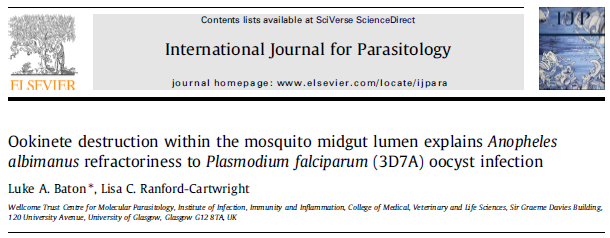 Contents lists available at SciVerse ScienceDirect
International Journal for Parasitology
journal homepage: www.elsevier.com/locate/ijpara
ELSEVIER
IJP
Ookinete destruction within the mosquito midgut lumen explains Anopheles
albimanus refractoriness to Plasmodium falciparum (3D7A) oocyst infection
Luke A. Baton*, Lisa C. Ranford-Cartwright
Wellcome Trust Centre for Molecular Parasitology, Institute of Infection, Immunity and Inflammation, College of Medical, Veterinary and Life Sciences, Sir Graeme Davies Building,
120 University Avenue, University of Glasgow, Glasgow G12 8TA, UK